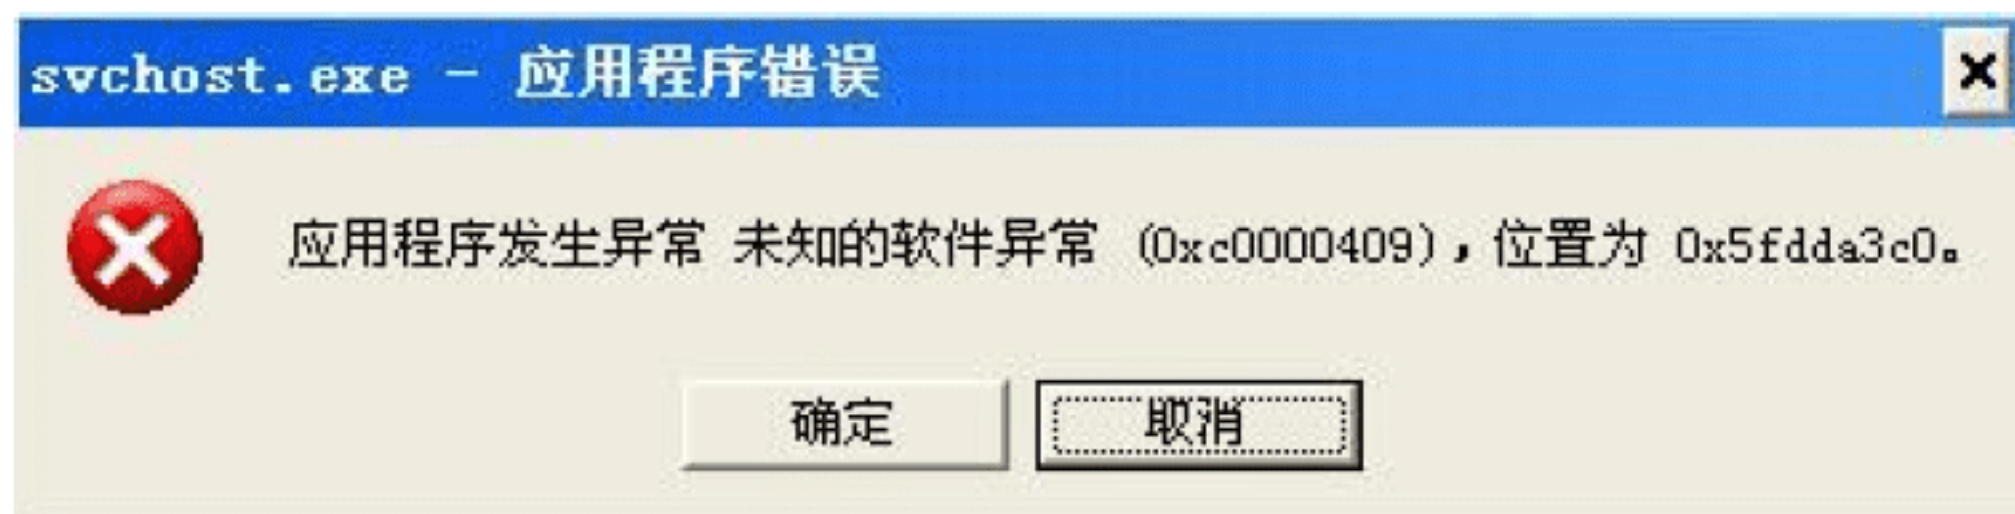 svchost.exe - 应用程序错误
应用程序发生异常 未知的软件异常 (0xc0000409)，位置为 0x5fdda3c0。
确定
取消